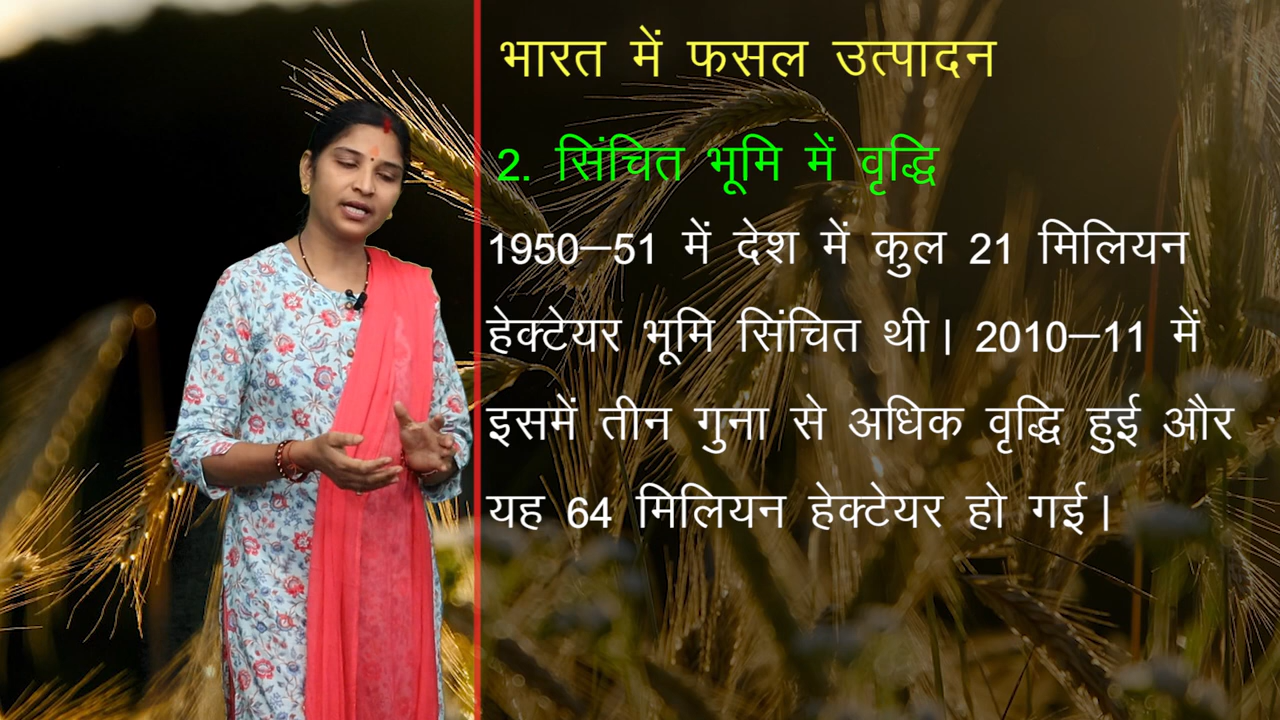 भारत में फसल उत्पादन
2. सिंचित भूमि में वृद्धि
1950–51 में देश में कुल 21 मिलियन
हेक्टेयर भूमि सिंचित थी। 2010–11 में
इसमें तीन गुना से अधिक वृद्धि हुई और
यह 64 मिलियन हेक्टेयर हो गई।